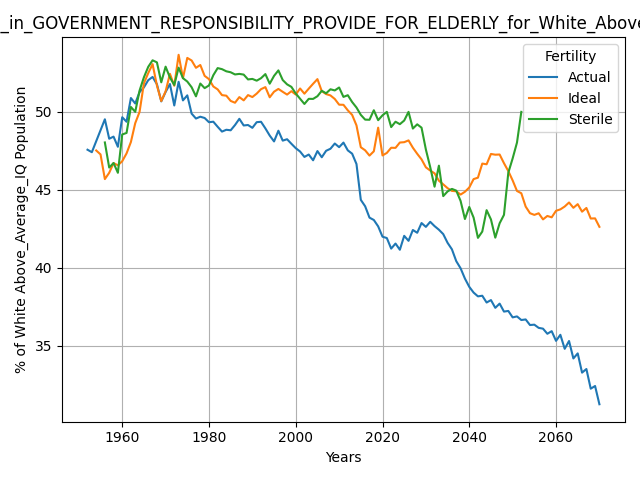 _in_GOVERNMENT_RESPONSIBILITY_PROVIDE_FOR_ELDERLY_for_White_Above
Fertility
Actual
Ideal
Sterile
% of White Above_Average_IQ Population
50
45
40
35
1960
1980
2000
2020
2040
2060
Years